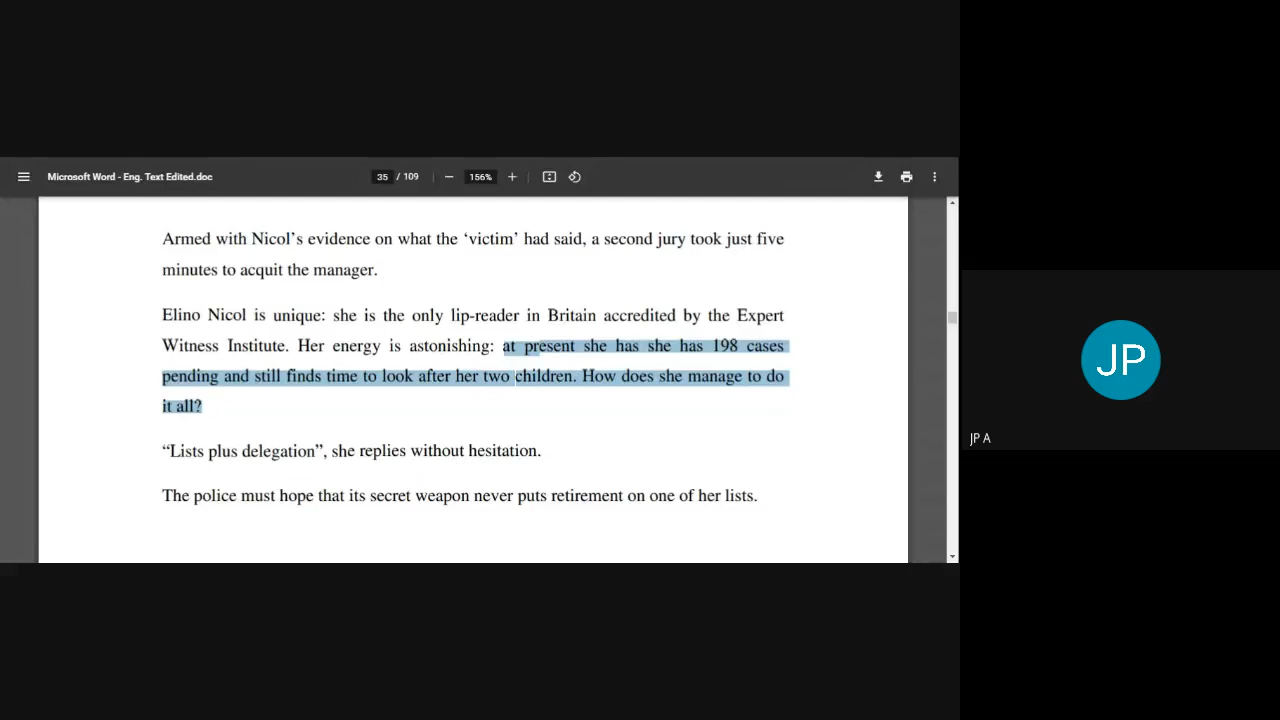 Microsoft Word - Eng. Text Edited.doc
35 / 109
156%
Armed with Nicol’s evidence on what the ‘victim’ had said, a second jury took just five
minutes to acquit the manager.
Elino Nicol is unique: she is the only lip-reader in Britain accredited by the Expert
Witness Institute. Her energy is astonishing: at present she has she has 198 cases
pending and still finds time to look after her two children. How does she manage to do
it all?
“Lists plus delegation”, she replies without hesitation.
The police must hope that its secret weapon never puts retirement on one of her lists.
JP
JP A